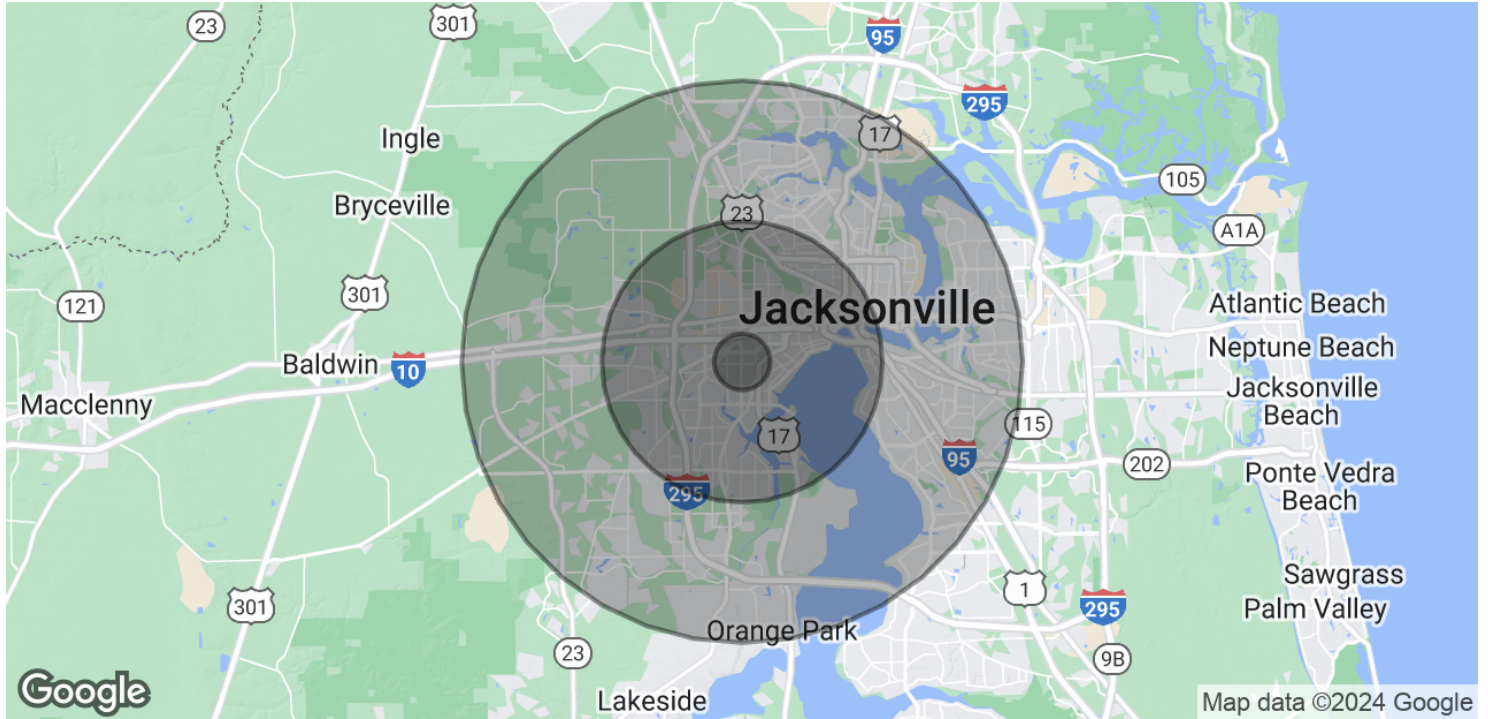 23
301
95
295
17
Ingle
105
Bryceville
23
A1A
301
121
Jacksonville
Atlantic Beach
Neptune Beach
Baldwin
10
Jacksonville
Beach
Macclenny
115
17
95
202
Ponte Vedra
Beach
295
Sawgrass
1
301
295
Palm Valley
Orange Park
23
9B
Lakeside
Google
Map data ©2024 Google